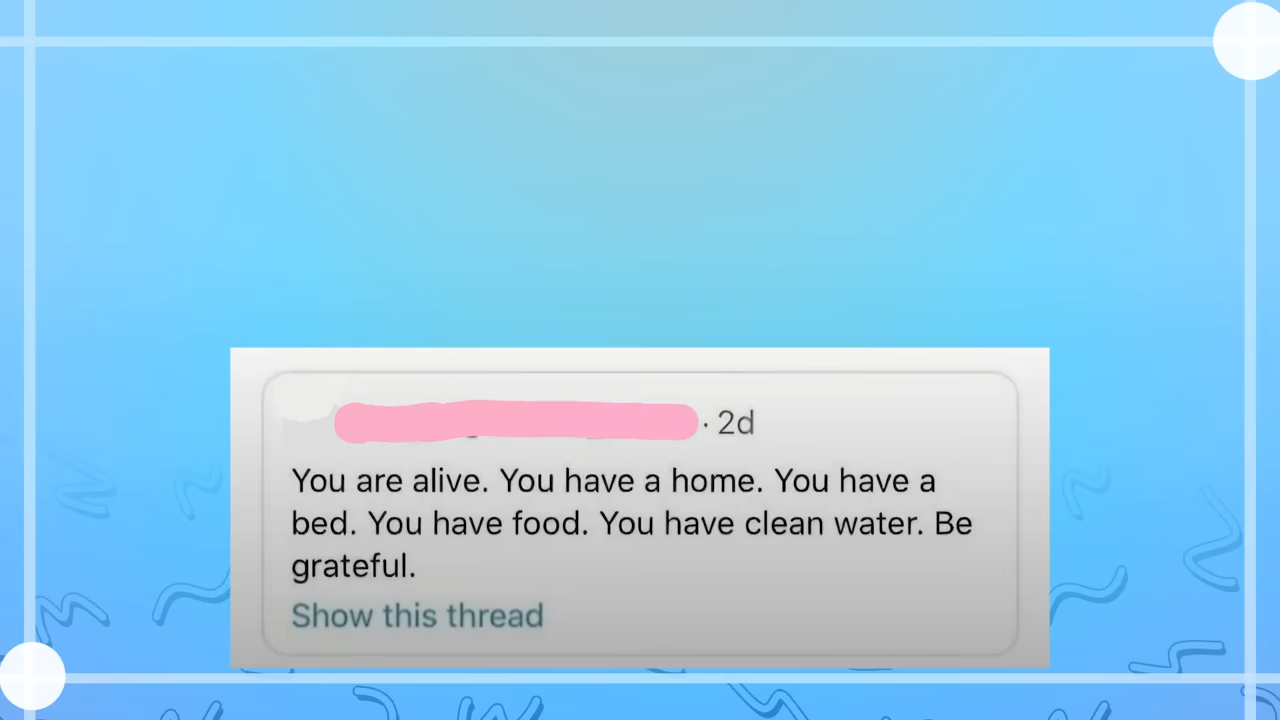 · 2d
You are alive. You have a home. You have a
bed. You have food. You have clean water. Be
grateful.
Show this thread